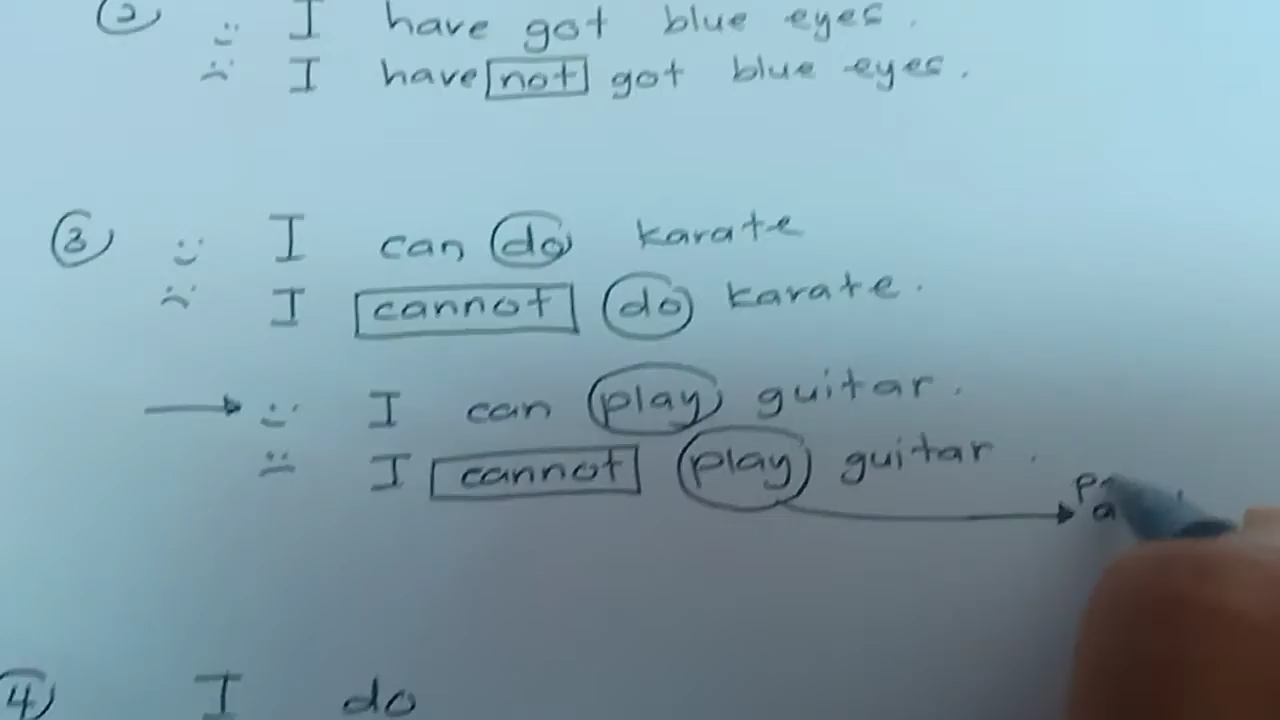 ② I have got blue eyes.
I have not got blue eyes.
③ I can do karate
I cannot do karate.
I can play guitar.
I cannot play guitar.
a
④ I do